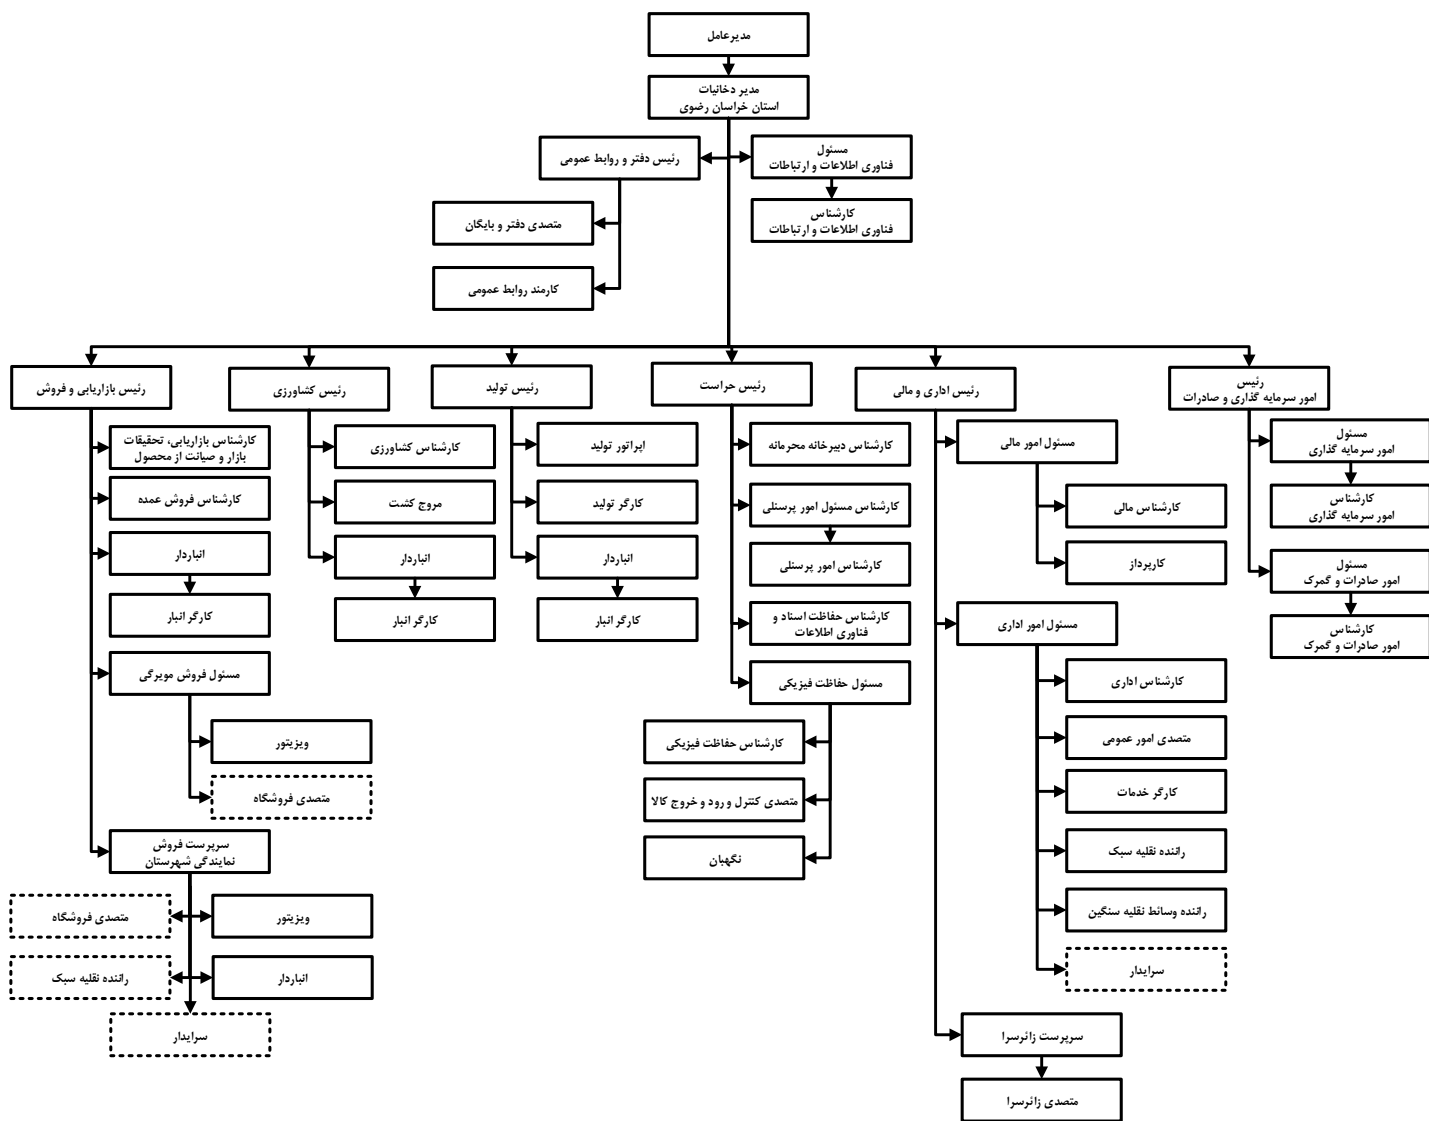 مدیرعامل
مدیر دخانیات
استان خراسان رضوی
مسئول
فناوری اطلاعات و ارتباطات
رئیس دفتر و روابط عمومی
کارشناس
فناوری اطلاعات و ارتباطات
متصدی دفتر و بایگان
کارمند روابط عمومی
رئیس
امور سرمایه گذاری و صادرات
مسئول
امور سرمایه گذاری
کارشناس
امور سرمایه گذاری
مسئول
امور صادرات و گمرک
کارشناس
امور صادرات و گمرک
رئیس اداری و مالی
مسئول امور مالی
کارشناس مالی
کارپرداز
مسئول امور اداری
کارشناس اداری
متصدی امور عمومی
کارگر خدمات
راننده نقلیه سبک
راننده وسائط نقلیه سنگین
سرایدار
سرپرست زائرسرا
متصدی زائرسرا
رئیس حراست
کارشناس دبیرخانه محرمانه
کارشناس مسئول امور پرسنلی
کارشناس امور پرسنلی
کارشناس حفاظت اسناد و
فناوری اطلاعات
مسئول حفاظت فیزیکی
کارشناس حفاظت فیزیکی
متصدی کنترل و رود و خروج کالا
نگهبان
رئیس تولید
اپراتور تولید
کارگر تولید
انباردار
کارگر انبار
رئیس کشاورزی
کارشناس کشاورزی
مروج کشت
انباردار
کارگر انبار
رئیس بازاریابی و فروش
کارشناس بازاریابی، تحقیقات
بازار و صیانت از محصول
کارشناس فروش عمده
انباردار
کارگر انبار
مسئول فروش مویرگی
ویزیتور
متصدی فروشگاه
سرپرست فروش
نمایندگی شهرستان
ویزیتور
متصدی فروشگاه
انباردار
راننده نقلیه سبک
سرایدار